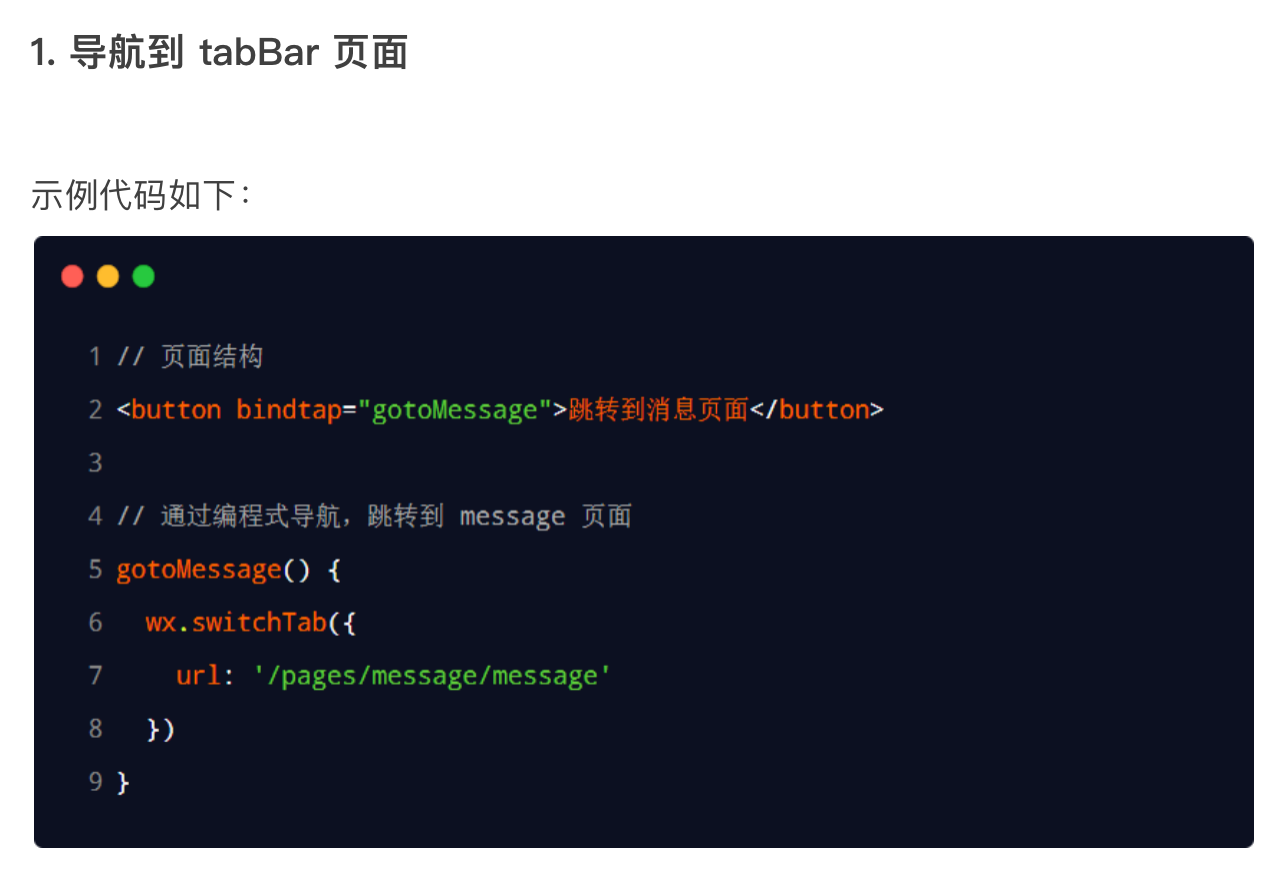 1. 导航到 tabBar 页面
示例代码如下：
1 // 页面结构
2 <button bindtap="gotoMessage">跳转到消息页面</button>
3
4 // 通过编程式导航，跳转到 message 页面
5 gotoMessage() {
6   wx.switchTab({
7     url: '/pages/message/message'
8   })
9 }